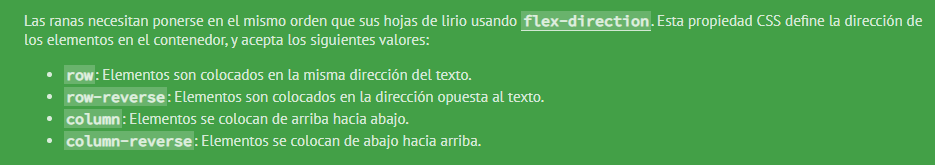 Las ranas necesitan ponerse en el mismo orden que sus hojas de lirio usando flex-direction. Esta propiedad CSS define la dirección de
los elementos en el contenedor, y acepta los siguientes valores:
• row: Elementos son colocados en la misma dirección del texto.
• row-reverse: Elementos son colocados en la dirección opuesta al texto.
• column: Elementos se colocan de arriba hacia abajo.
• column-reverse: Elementos se colocan de abajo hacia arriba.